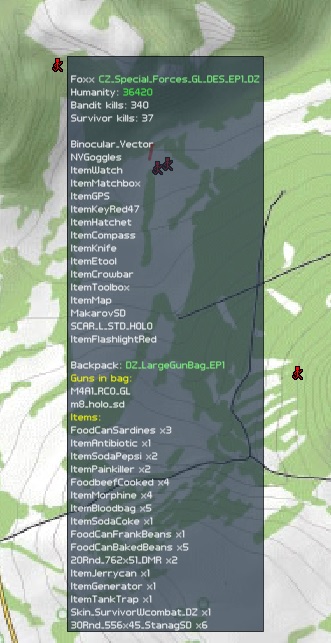 Foxx CZ_Special_Forces_GL_DES_EP1_DZ
Humanity: 36420
Bandit kills: 340
Survivor kills: 37
Binocular_Vector
NVGoggles
ItemWatch
ItemMatchbox
ItemGPS
ItemKeyRed47
ItemHatchet
ItemCompass
ItemKnife
ItemEtool
ItemCrowbar
ItemToolbox
ItemMap
MakarovSD
SCAR_L_STD_HOLO
ItemFlashlightRed
Backpack: DZ_LargeGunBag_EP1
Guns in bag:
M4A1_RCO_GL
m8_holo_sd
Items:
FoodCanSardines x3
ItemAntibiotic x1
ItemSodaPepsi x2
ItemPainkiller x2
FoodbeefCooked x4
ItemMorphine x4
ItemBloodbag x5
ItemSodaCoke x1
FoodCanFrankBeans x1
FoodCanBakedBeans x5
20Rnd_762x51_DMR x2
ItemJerrycan x1
ItemGenerator x1
ItemTankTrap x1
Skin_SurvivorWcombat_DZ x1
30Rnd_556x45_StanagSD x6